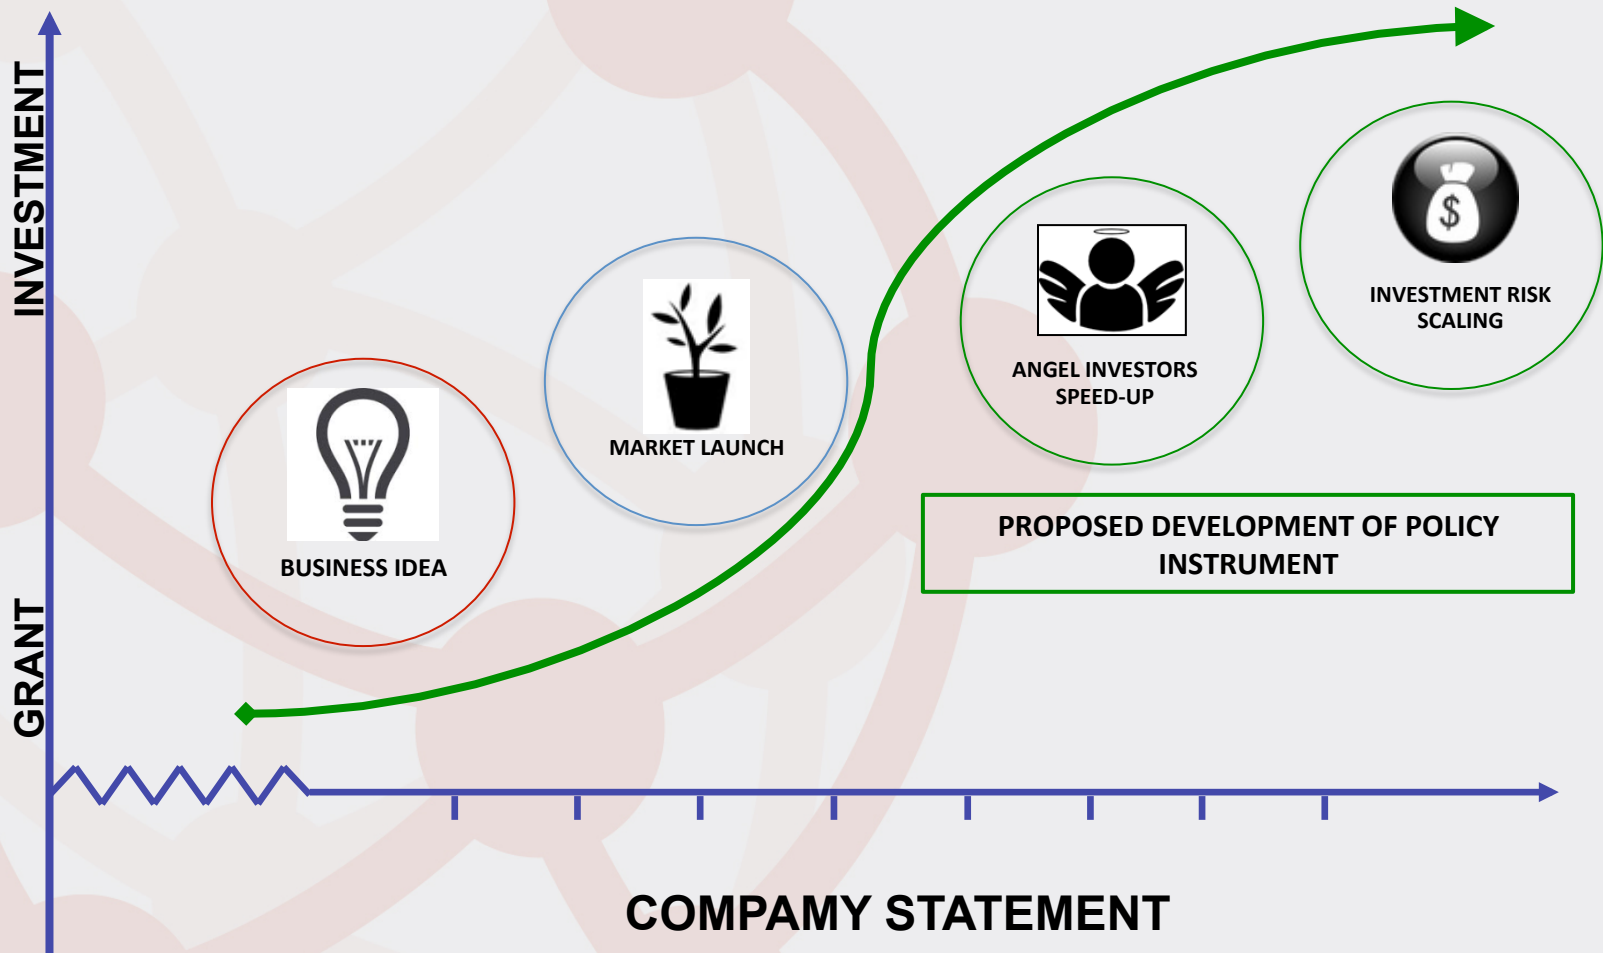 INVESTMENT
GRANT
BUSINESS IDEA
MARKET LAUNCH
ANGEL INVESTORS
SPEED-UP
$
INVESTMENT RISK
SCALING
PROPOSED DEVELOPMENT OF POLICY
INSTRUMENT
COMPAMY STATEMENT